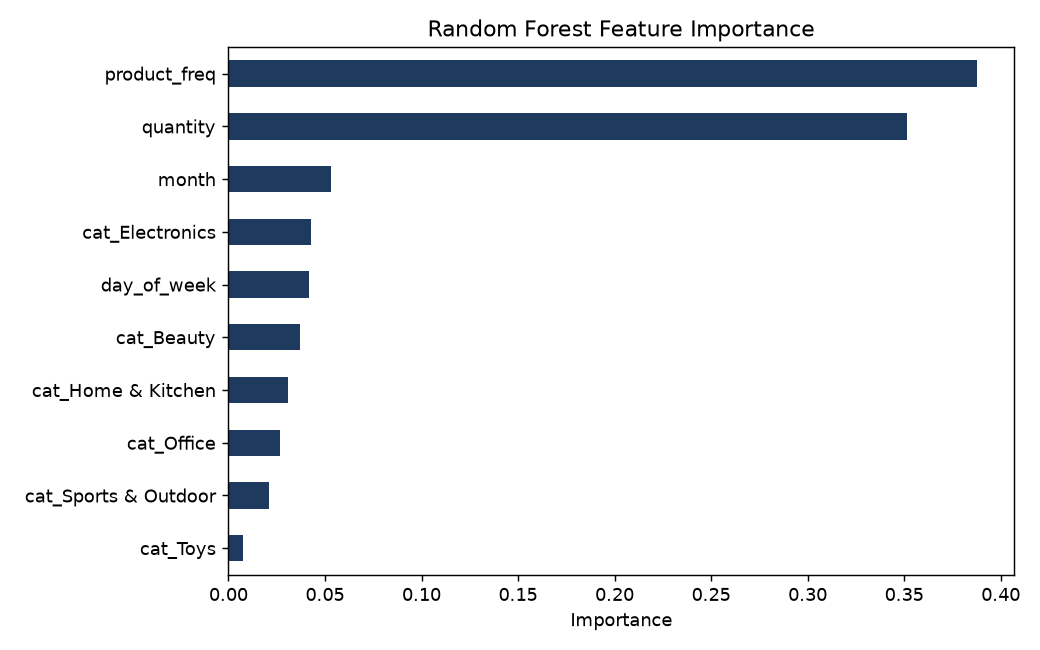 Random Forest Feature Importance
product_freq
quantity
month
cat_Electronics
day_of_week
cat_Beauty
cat_Home & Kitchen
cat_Office
cat_Sports & Outdoor
cat_Toys
0.00 0.05 0.10 0.15 0.20 0.25 0.30 0.35 0.40
Importance